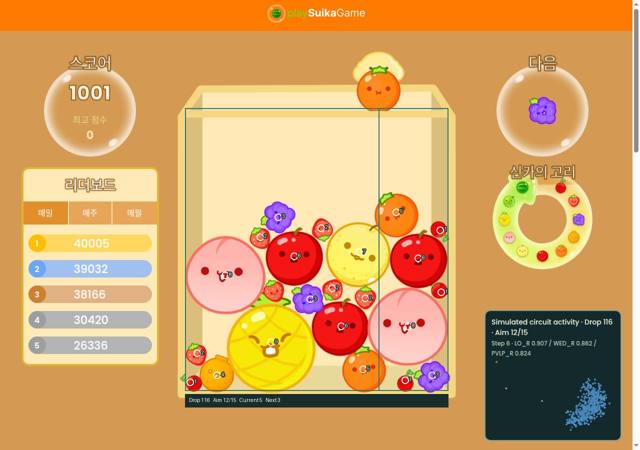 playSuikaGame
스코어
1001
최고 점수
0
리더보드
매일
매주
매월
1 40005
2 39032
3 38166
4 30420
5 26336
다음
산카의 고리
Simulated circuit activity · Drop 116
· Aim 12/15
Step 6 · LO_R 0.907 / WED_R 0.862 /
PVLP_R 0.824
Drop 116 Aim 12/15 Current 5 Next 3